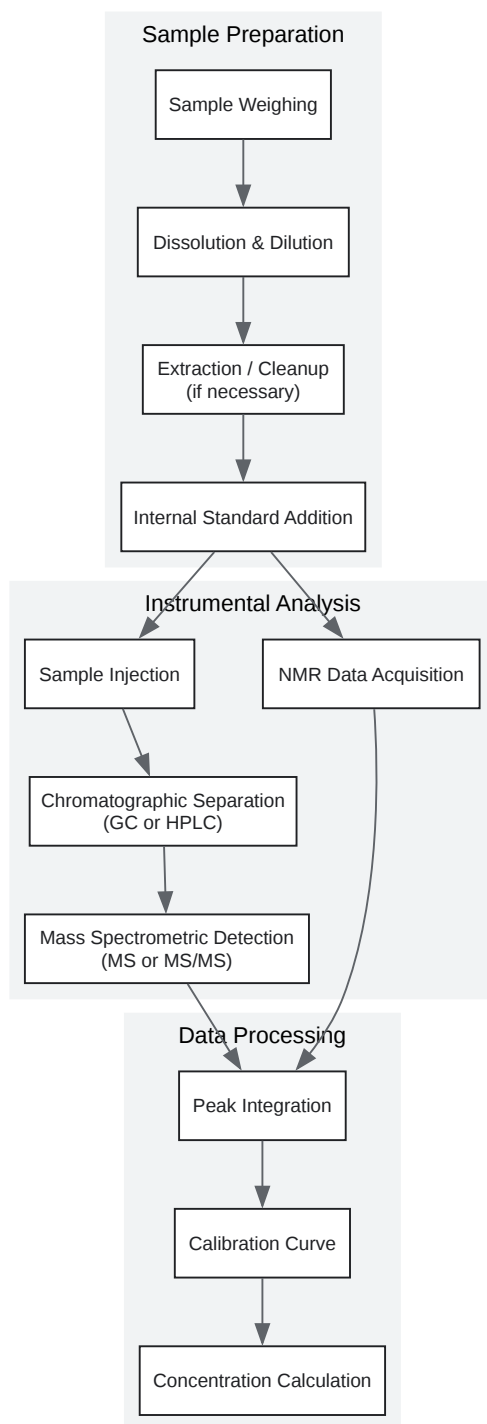 Sample Preparation
Sample Weighing
Dissolution & Dilution
Extraction / Cleanup
(if necessary)
Internal Standard Addition
Instrumental Analysis
Sample Injection
NMR Data Acquisition
Chromatographic Separation
(GC or HPLC)
Mass Spectrometric Detection
(MS or MS/MS)
Data Processing
Peak Integration
Calibration Curve
Concentration Calculation